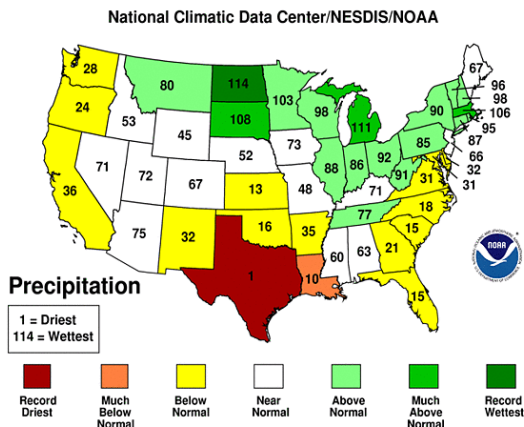 National Climatic Data Center/NESDIS/NOAA
28
80
114
103
67
24
53
108
98
111
90
96
98
106
95
87
45
52
73
85
66
32
31
36
71
72
67
13
48
88
86
92
91
31
71
18
75
32
16
35
77
15
1
10
60
63
21
15
NOAA
Precipitation
1 = Driest
114 = Wettest
Record
Driest
Much
Below
Normal
Below
Normal
Near
Normal
Above
Normal
Much
Above
Normal
Record
Wettest